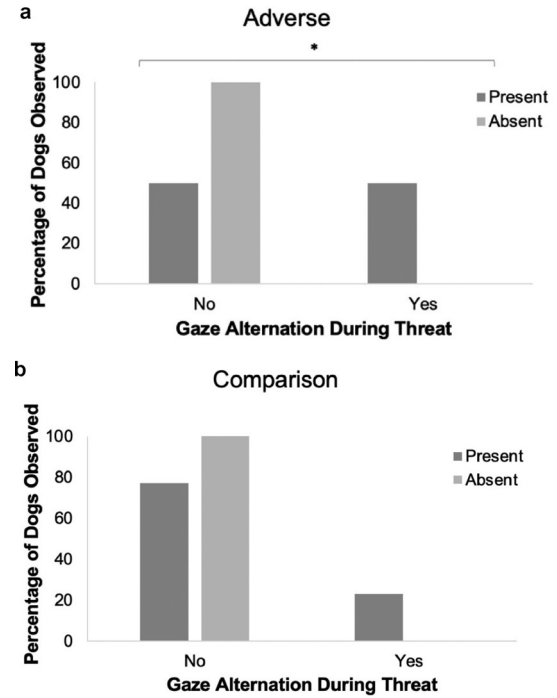 a
Adverse
*
Percentage of Dogs Observed
100
80
60
40
20
0
Present
Absent
No
Yes
Gaze Alternation During Threat
b
Comparison
Percentage of Dogs Observed
100
80
60
40
20
0
Present
Absent
No
Yes
Gaze Alternation During Threat